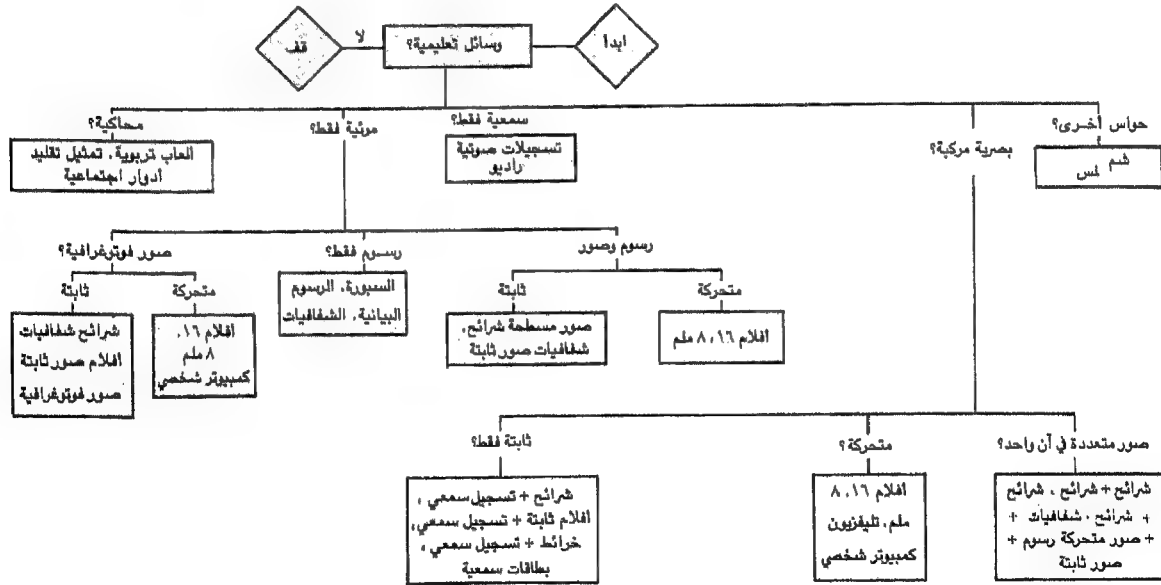 ابدأ
وسائل تعليمية؟
لا
قف
حواس أخرى؟
شم
لمس
بصرية مركبة؟
سمعية فقط؟
تسجيلات صوتية
راديو
مرئية فقط؟
محاكية؟
العاب تربوية، تمثيل تقليد
أدوار اجتماعية
رسوم وصور
متحركة
أفلام ١٦، ٨ ملم
ثابتة
صور مسطحة شرائح،
شفافيات صور ثابتة
رسوم فقط؟
السبورة، الرسوم
البيانية، الشفافيات
صور فوتوغرافية؟
متحركة
أفلام ١٦،
٨ ملم
كمبيوتر شخصي
ثابتة
شرائح شفافيات
أفلام صور ثابتة
صور فوتوغرافية
صور متعددة في آن واحد؟
شرائح + شرائح، شرائح
+ شرائح، شفافيات +
+ صور متحركة رسوم +
صور ثابتة
متحركة؟
أفلام ١٦، ٨
ملم، تليفزيون
كمبيوتر شخصي
ثابتة فقط؟
شرائح + تسجيل سمعي،
أفلام ثابتة + تسجيل سمعي،
خرائط + تسجيل سمعي،
بطاقات سمعية